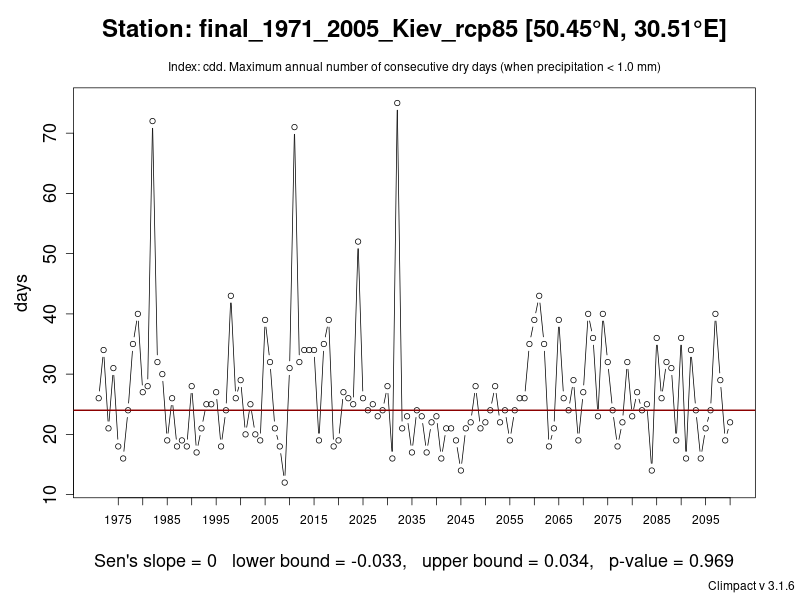 Station: final_1971_2005_Kiev_rcp85 [50.45°N, 30.51°E]
Index: cdd. Maximum annual number of consecutive dry days (when precipitation < 1.0 mm)
days
70
60
50
40
30
20
10
1975 1985 1995 2005 2015 2025 2035 2045 2055 2065 2075 2085 2095
Sen's slope = 0 lower bound = -0.033, upper bound = 0.034, p-value = 0.969
Climpact v 3.1.6